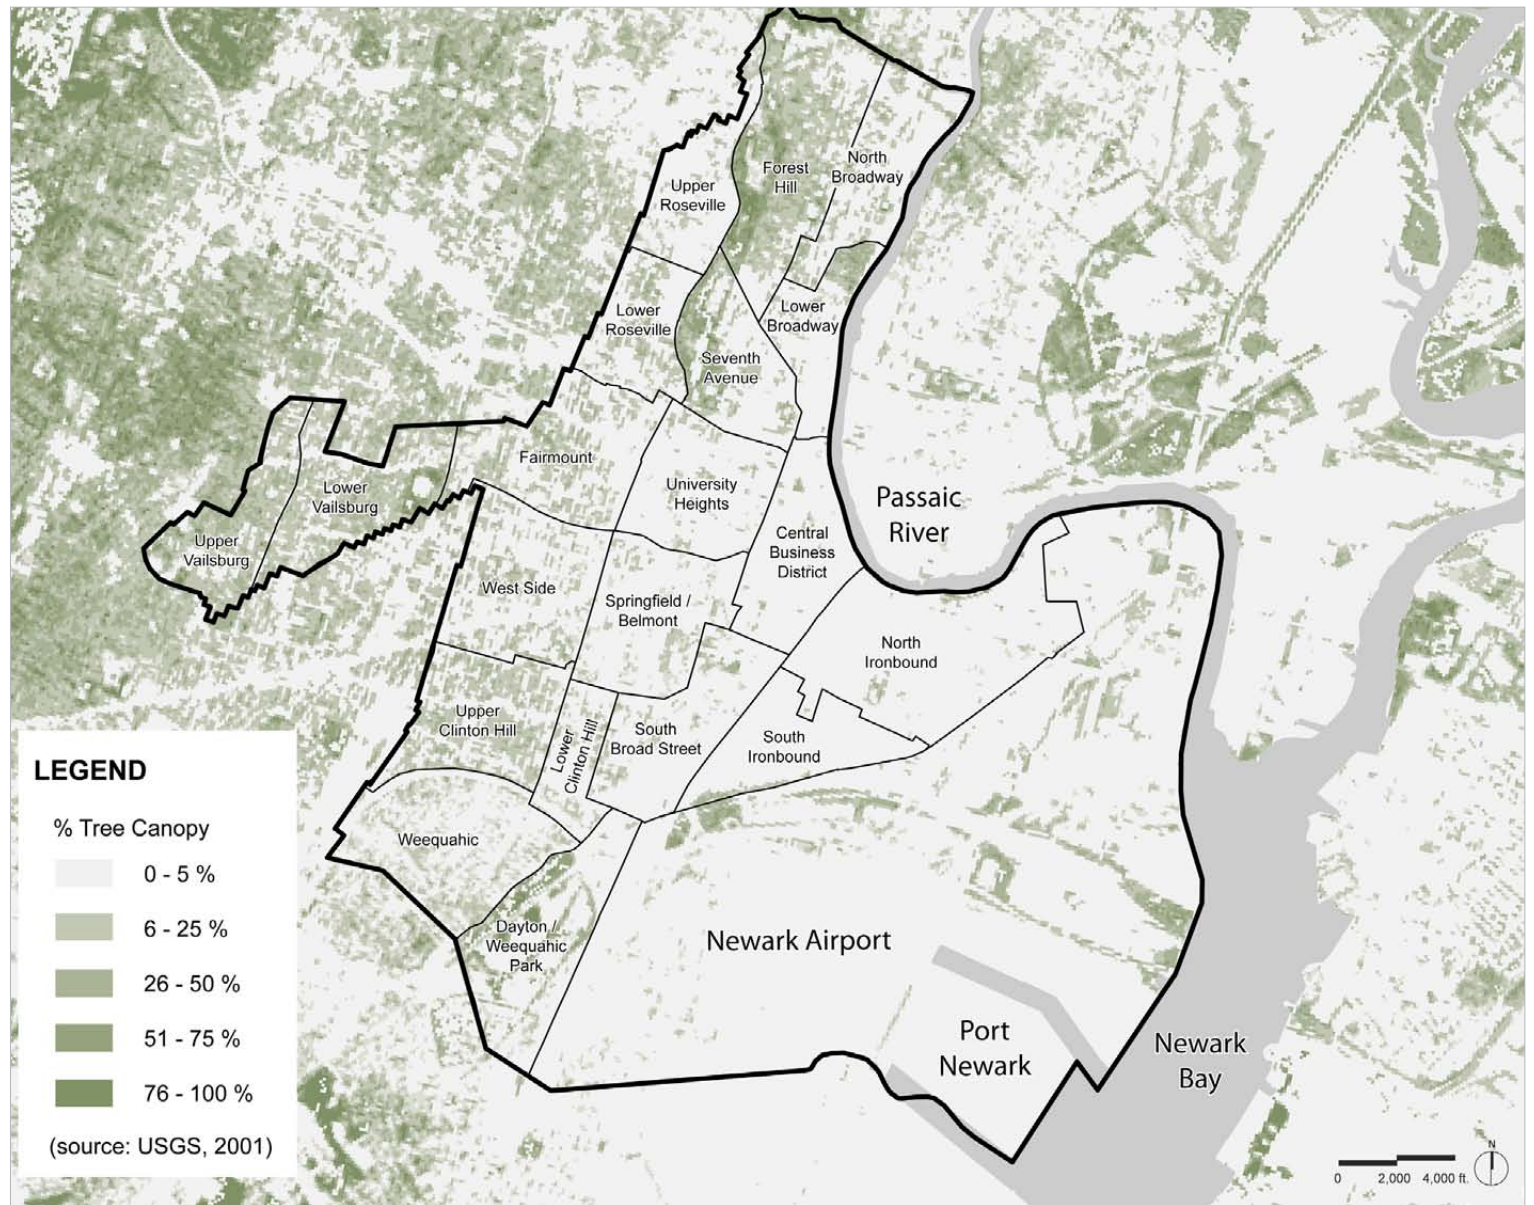 Forest
Hill
North
Broadway
Upper
Roseville
Lower
Roseville
Lower
Broadway
Seventh
Avenue
Fairmount
University
Heights
Lower
Vailsburg
Upper
Vailsburg
Passaic
River
Central
Business
District
West Side
Springfield /
Belmont
North
Ironbound
Upper
Clinton Hill
Lower
Clinton Hill
South
Broad Street
South
Ironbound
Weequahic
Dayton /
Weequahic
Park
Newark Airport
Port
Newark
Newark
Bay
LEGEND
% Tree Canopy
0 - 5 %
6 - 25 %
26 - 50 %
51 - 75 %
76 - 100 %
(source: USGS, 2001)
N
0 2,000 4,000 ft.